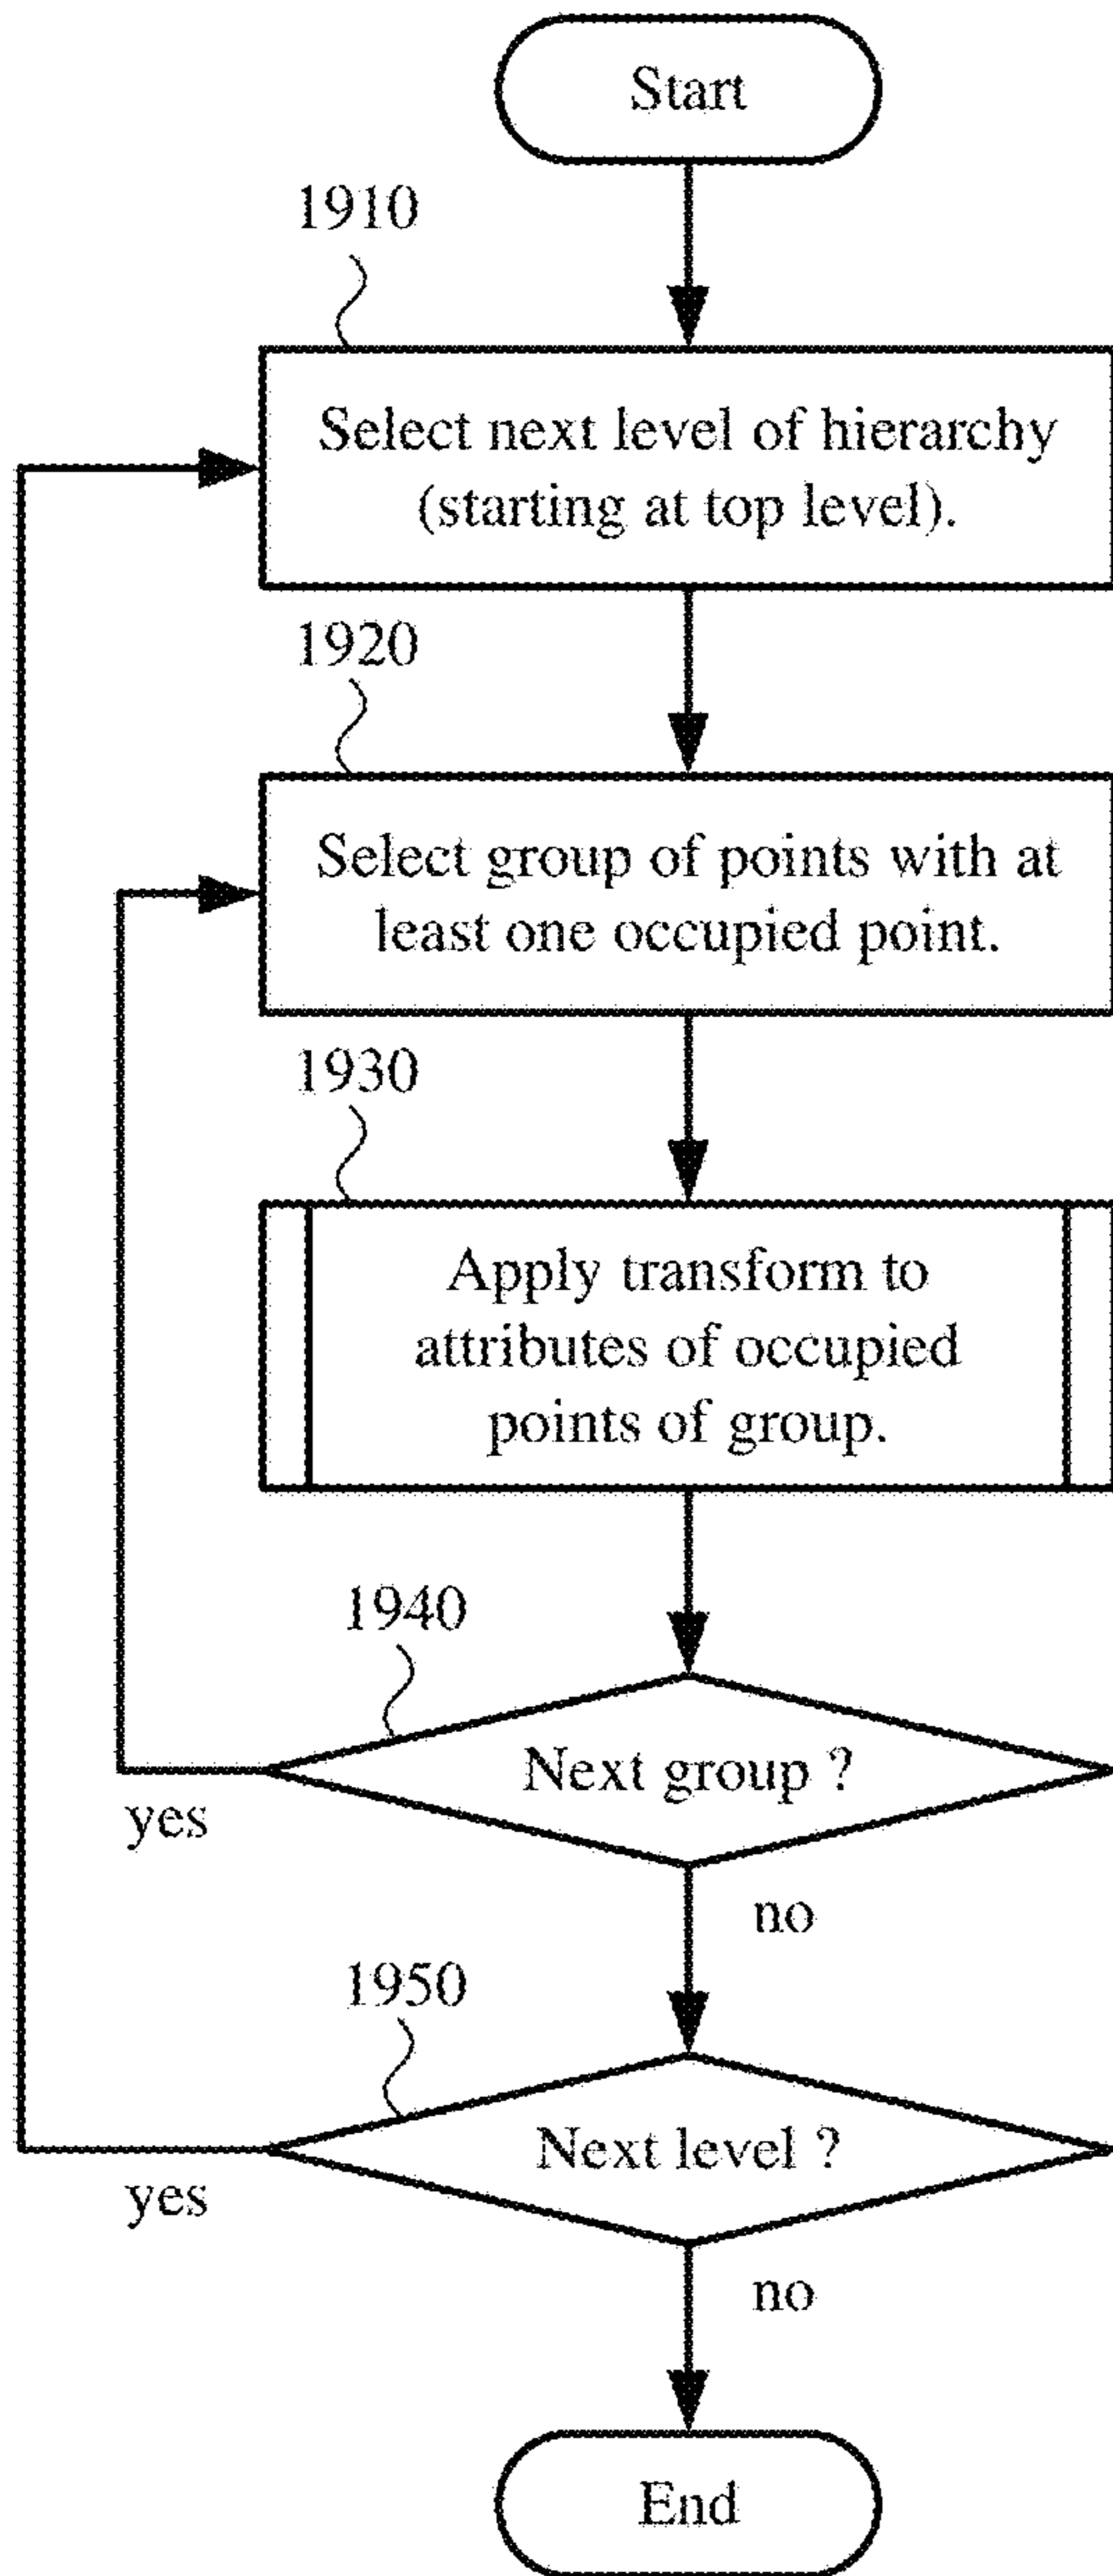 Start
1910
Select next level of hierarchy
(starting at top level).
1920
Select group of points with at
least one occupied point.
1930
Apply transform to
attributes of occupied
points of group.
1940
Next group ?
yes
no
1950
Next level ?
yes
no
End